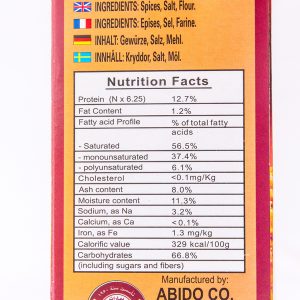 INGREDIENTS: Spices, Salt, Flour.
INGREDIENTS: Epises, Sel, Farine.
INHALT: Gewürze, Salz, Mehl.
INNHÄLL: Kryddor, Salt, Möl.
Nutrition Facts
Protein (N x 6.25) 12.7%
Fat Content 1.2%
Fatty acid Profile % of total fatty acids
- Saturated 56.5%
- monounsaturated 37.4%
-polyunsaturated 6.1%
Cholesterol <0.1mg/Kg
Ash content 8.0%
Moisture content 11.3%
Sodium, as Na 3.2%
Calcium, as Ca <0.1%
Iron, as Fe 1.3 mg/kg
Calorific value 329 kcal/100g
Carbohydrates 66.8%
(including sugars and fibers)
Manufactured by:
ABIDO CO.